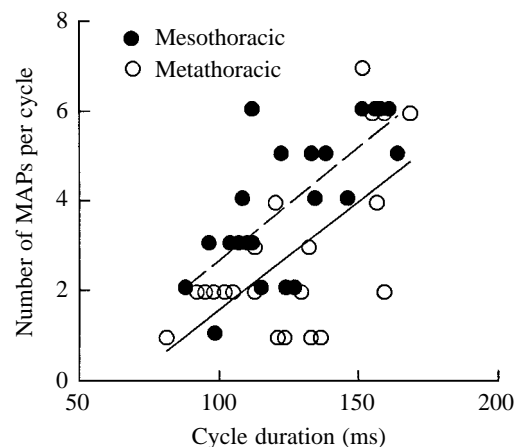 8
Mesothoracic
Metathoracic
6
4
2
0
Number of MAPs per cycle
50
100
150
200
Cycle duration (ms)